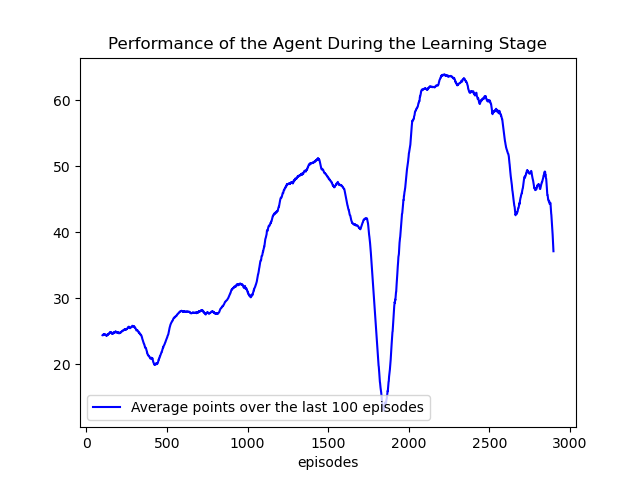 Performance of the Agent During the Learning Stage
60
50
40
30
20
Average points over the last 100 episodes
0 500 1000 1500 2000 2500 3000
episodes